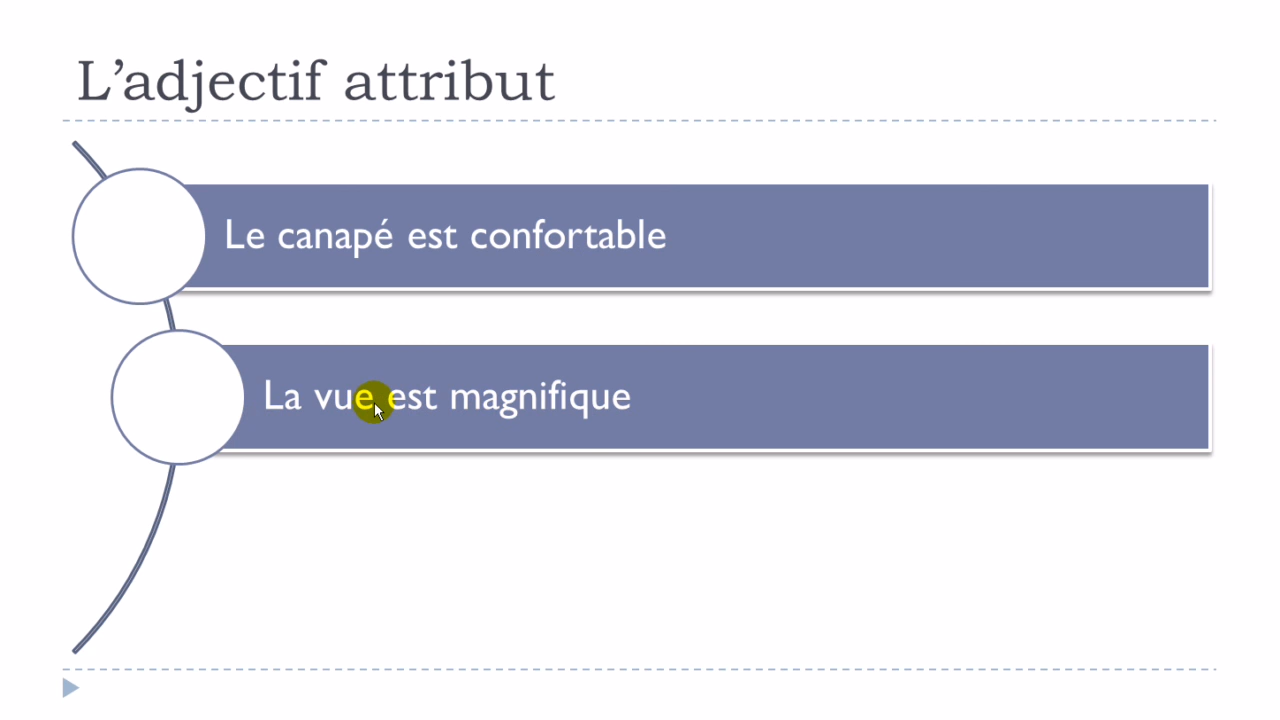 L’adjectif attribut
Le canapé est confortable
La vue est magnifique